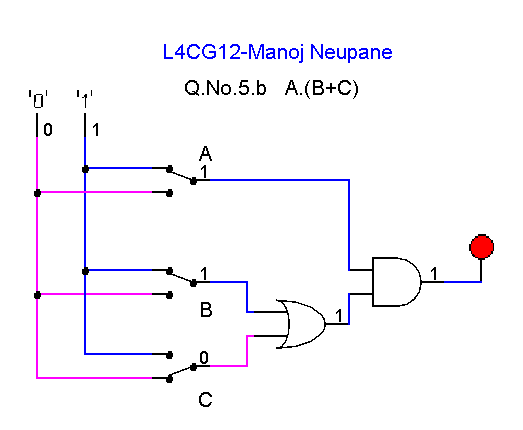 L4CG12-Manoj Neupane
Q.No.5.b A.(B+C)
'0' '1'
0 1
A
1
1
B
1
1
0
C